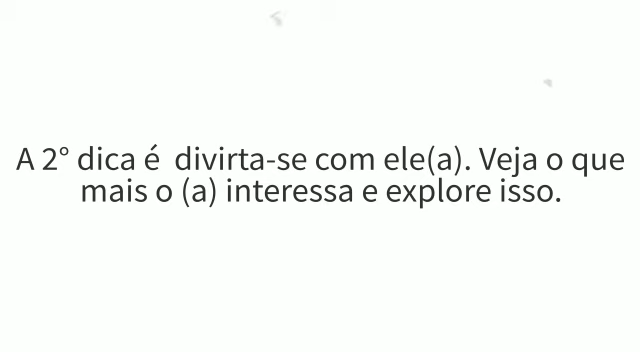 A 2° dica é  divirta-se com ele(a). Veja o que
mais o (a) interessa e explore isso.